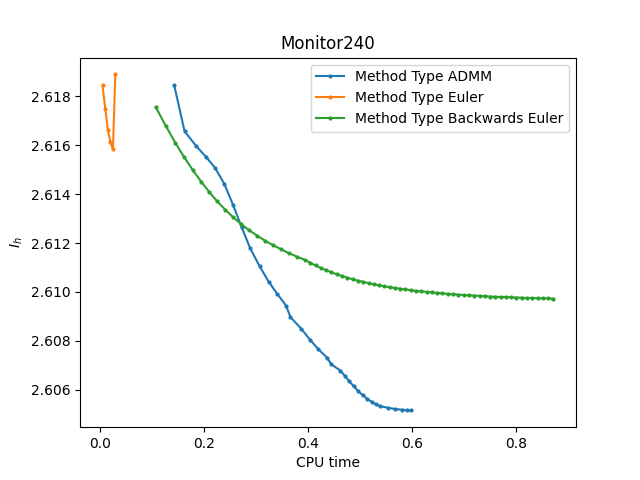 Monitor240
Method Type ADMM
Method Type Euler
Method Type Backwards Euler
2.618
2.616
2.614
2.612
2.610
2.608
2.606
I_h
0.0 0.2 0.4 0.6 0.8
CPU time